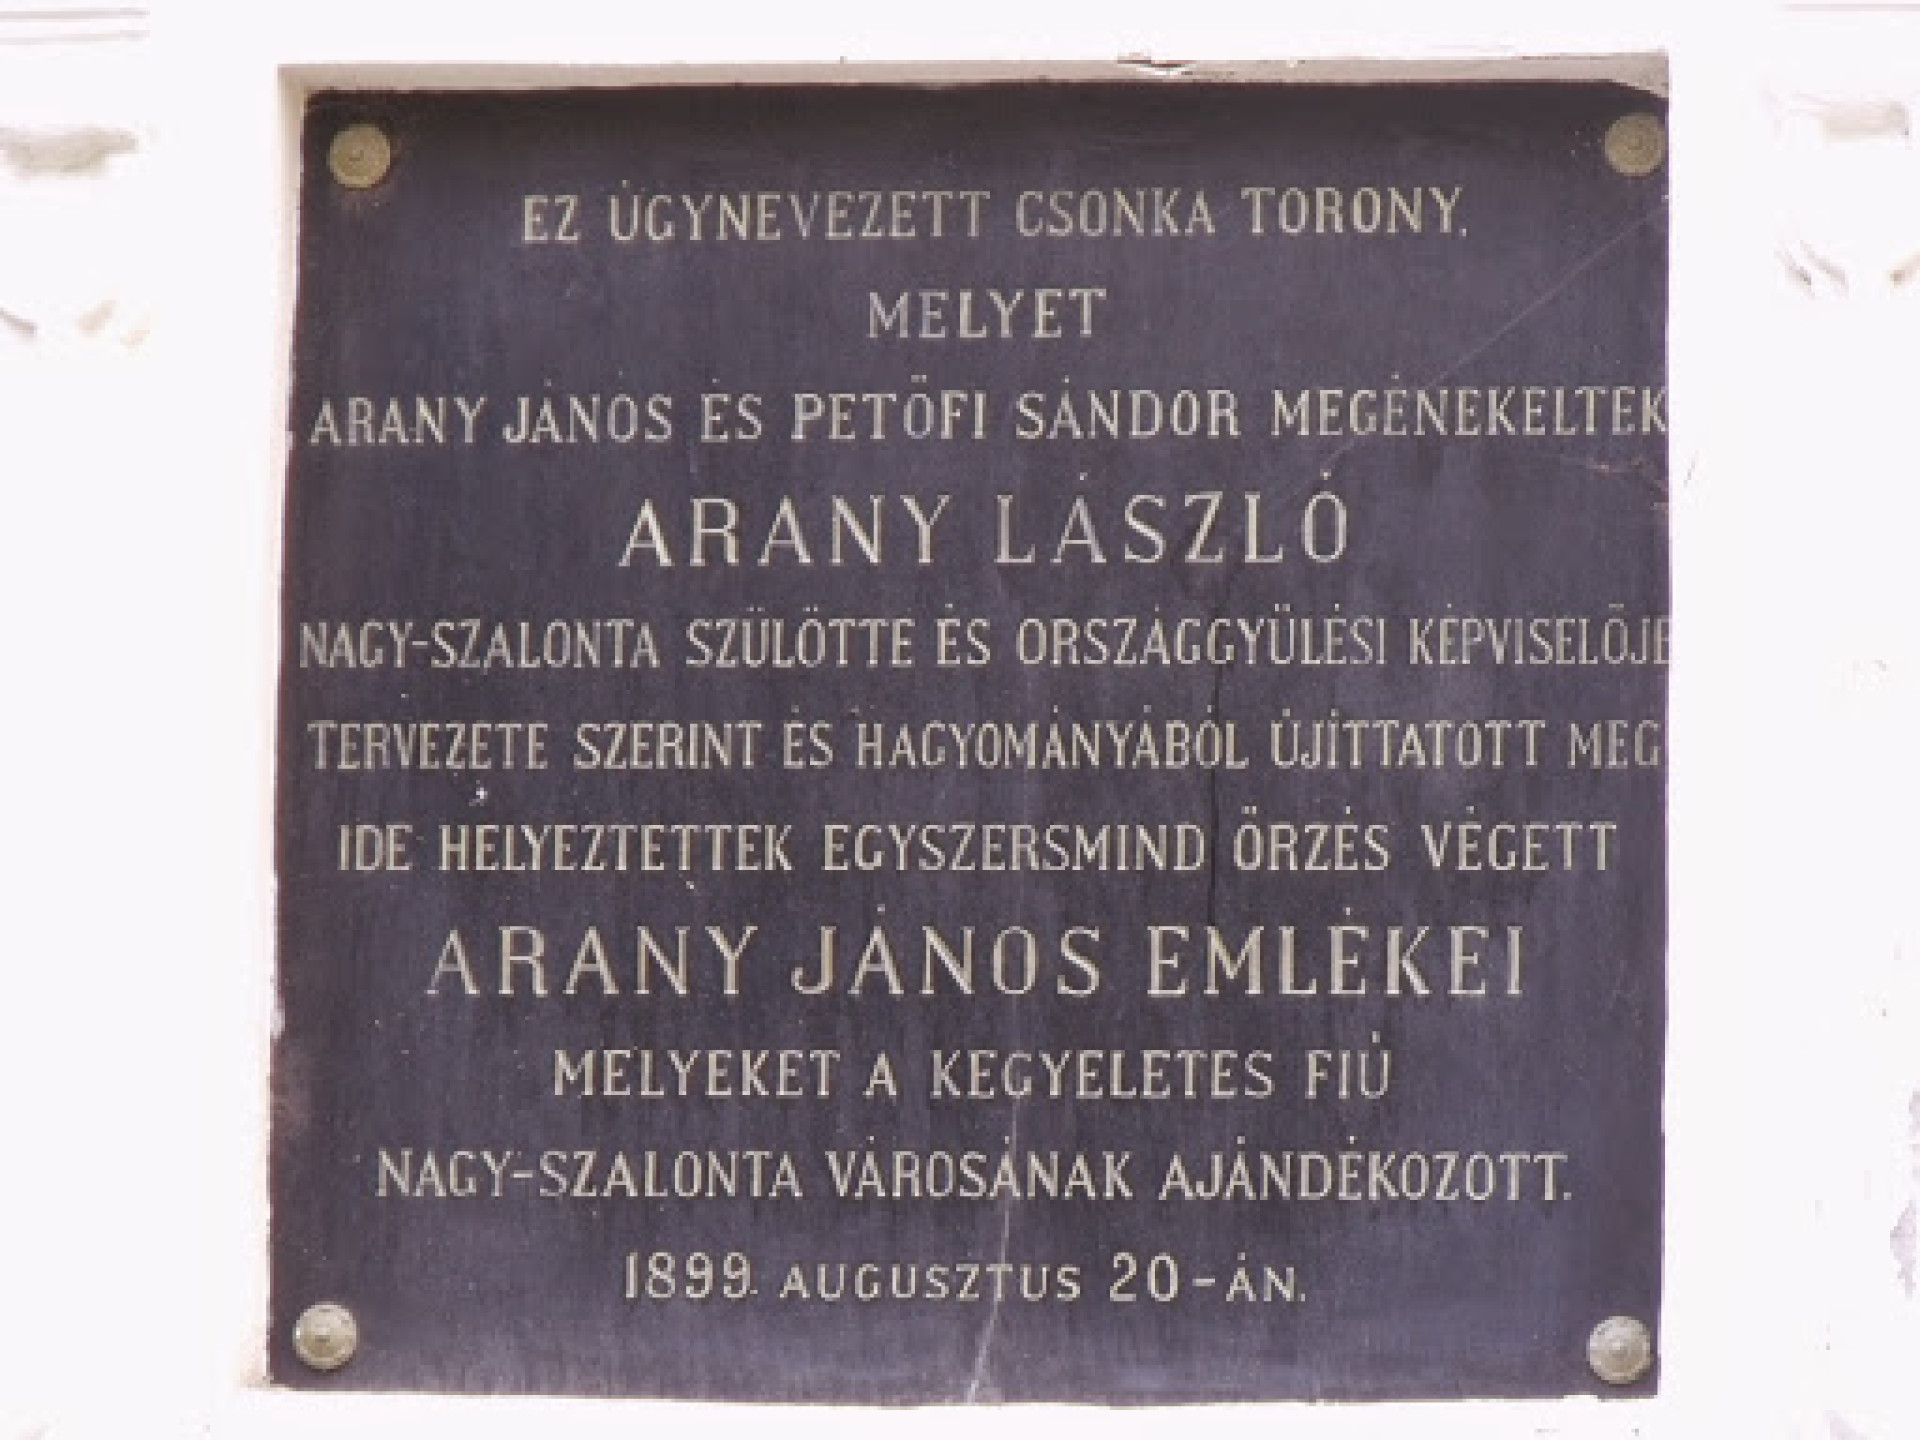 EZ ÚGYNEVEZETT CSONKA TORONY,
MELYET
ARANY JÁNOS ÉS PETŐFI SÁNDOR MEGÉNEKELTEK
ARANY LÁSZLÓ
NAGY-SZALONTA SZÜLÖTTE ÉS ORSZÁGGYÜLÉSI KÉPVISELŐJE
TERVEZETE SZERINT ÉS HAGYOMÁNYÁBÓL ÚJÍTTATOTT MEG
IDE HELYEZTETTEK EGYSZERSMIND ŐRZÉS VÉGETT
ARANY JÁNOS EMLÉKEI
MELYEKET A KEGYELETES FIÚ
NAGY-SZALONTA VÁROSÁNAK AJÁNDÉKOZOTT.
1899. AUGUSZTUS 20-ÁN.